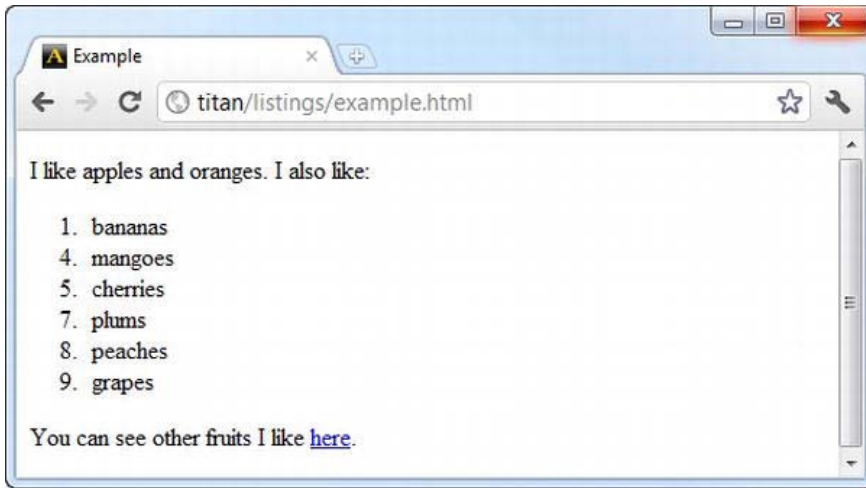 Example
titan/listings/example.html
I like apples and oranges. I also like:
1. bananas
4. mangoes
5. cherries
7. plums
8. peaches
9. grapes
You can see other fruits I like here.